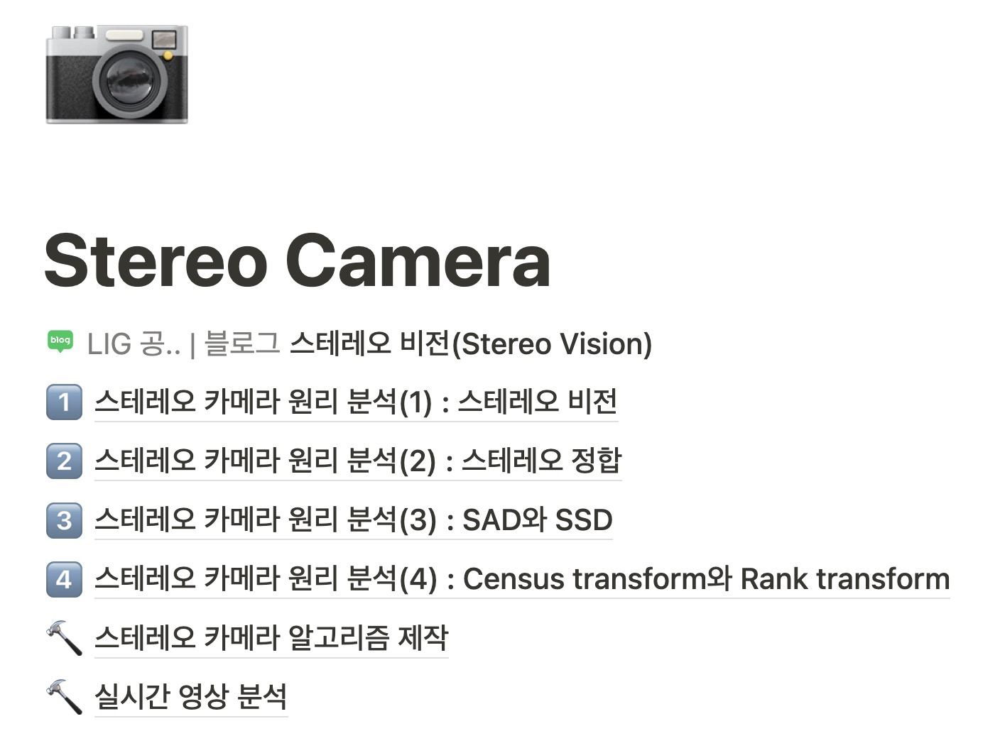 Stereo Camera
blog LIG 공.. | 블로그 스테레오 비전(Stereo Vision)
1 스테레오 카메라 원리 분석(1) : 스테레오 비전
2 스테레오 카메라 원리 분석(2) : 스테레오 정합
3 스테레오 카메라 원리 분석(3) : SAD와 SSD
4 스테레오 카메라 원리 분석(4) : Census transform와 Rank transform
스테레오 카메라 알고리즘 제작
실시간 영상 분석